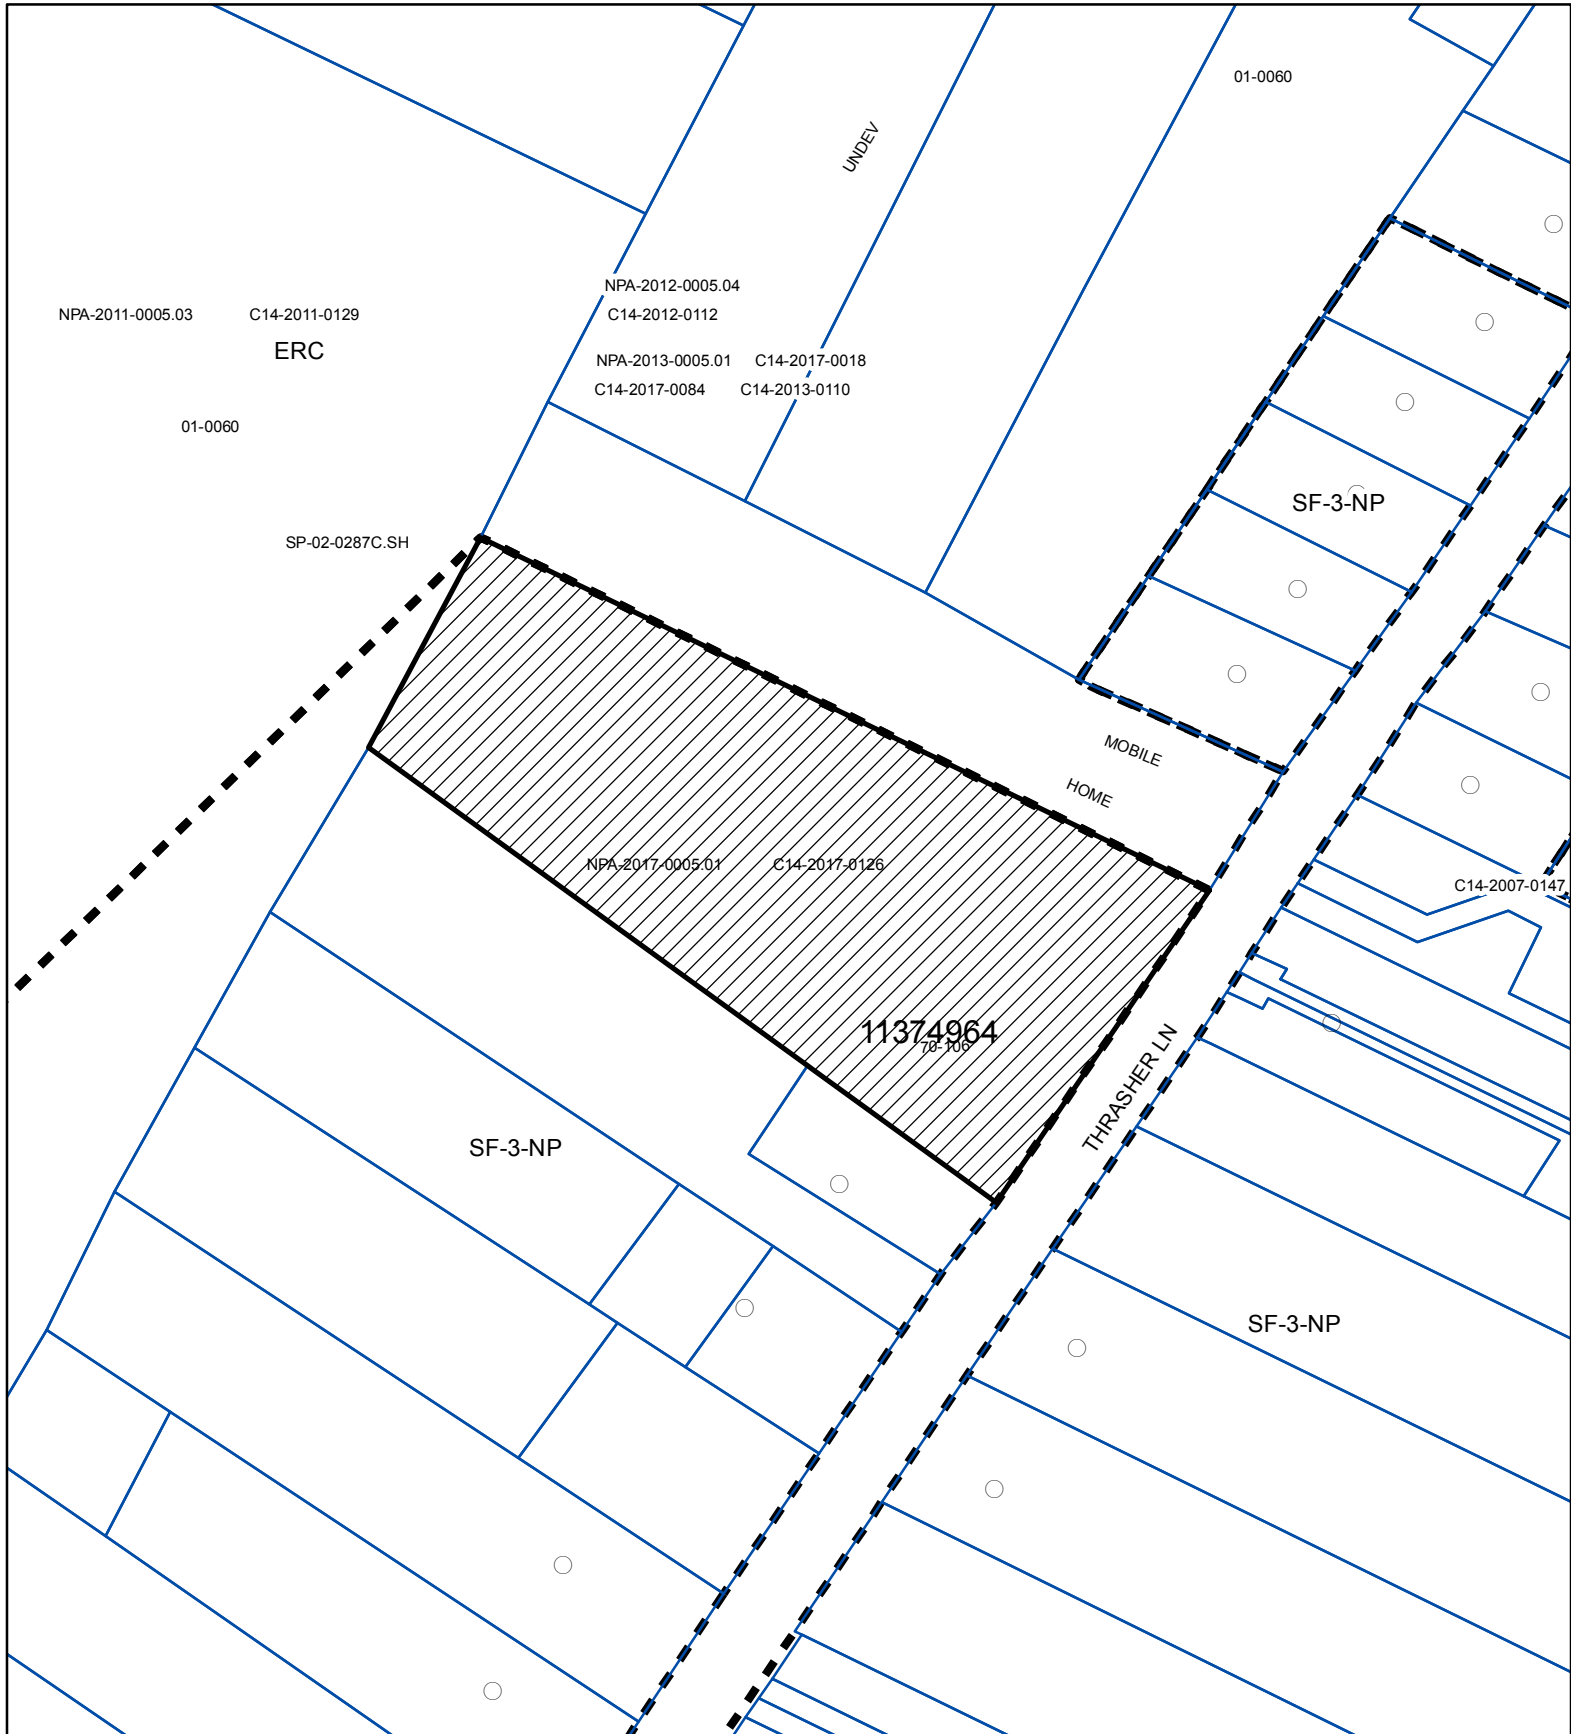 01-0060
UNDEV
NPA-2012-0005.04
NPA-2011-0005.03 C14-2011-0129
C14-2012-0112
ERC
NPA-2013-0005.01 C14-2017-0018
C14-2017-0084 C14-2013-0110
01-0060
SF-3-NP
SP-02-0287C.SH
MOBILE
HOME
NPA-2017-0005.01 C14-2017-0126
C14-2007-0147
11374964
70-106
THRASHER LN
SF-3-NP
SF-3-NP